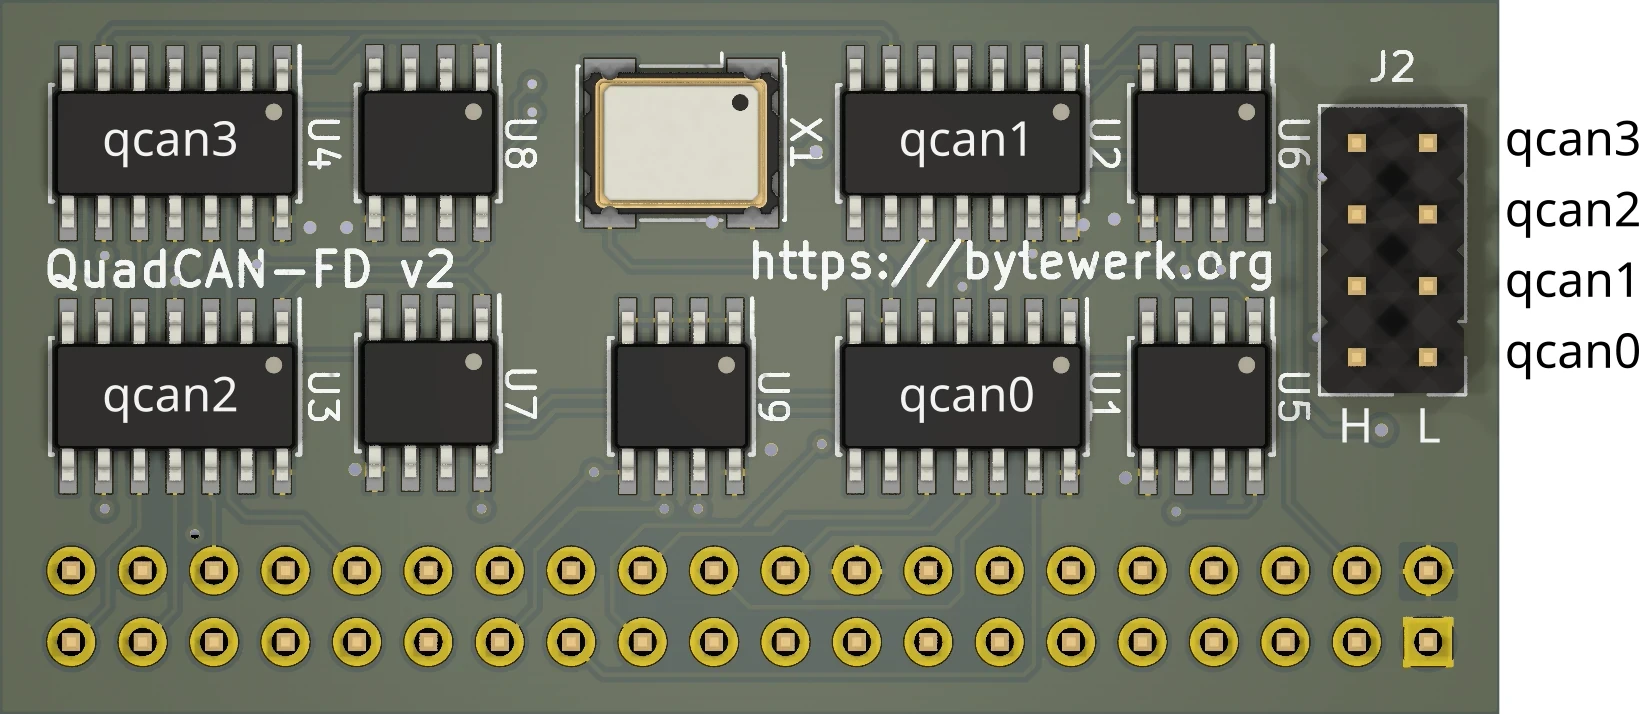 J2
qcan3
U4
U8
X1
qcan1
U2
U6
qcan3
qcan2
qcan1
qcan0
QuadCAN-FD v2
https://bytewerk.org
qcan2
U3
U7
U9
qcan0
U1
U5
H L